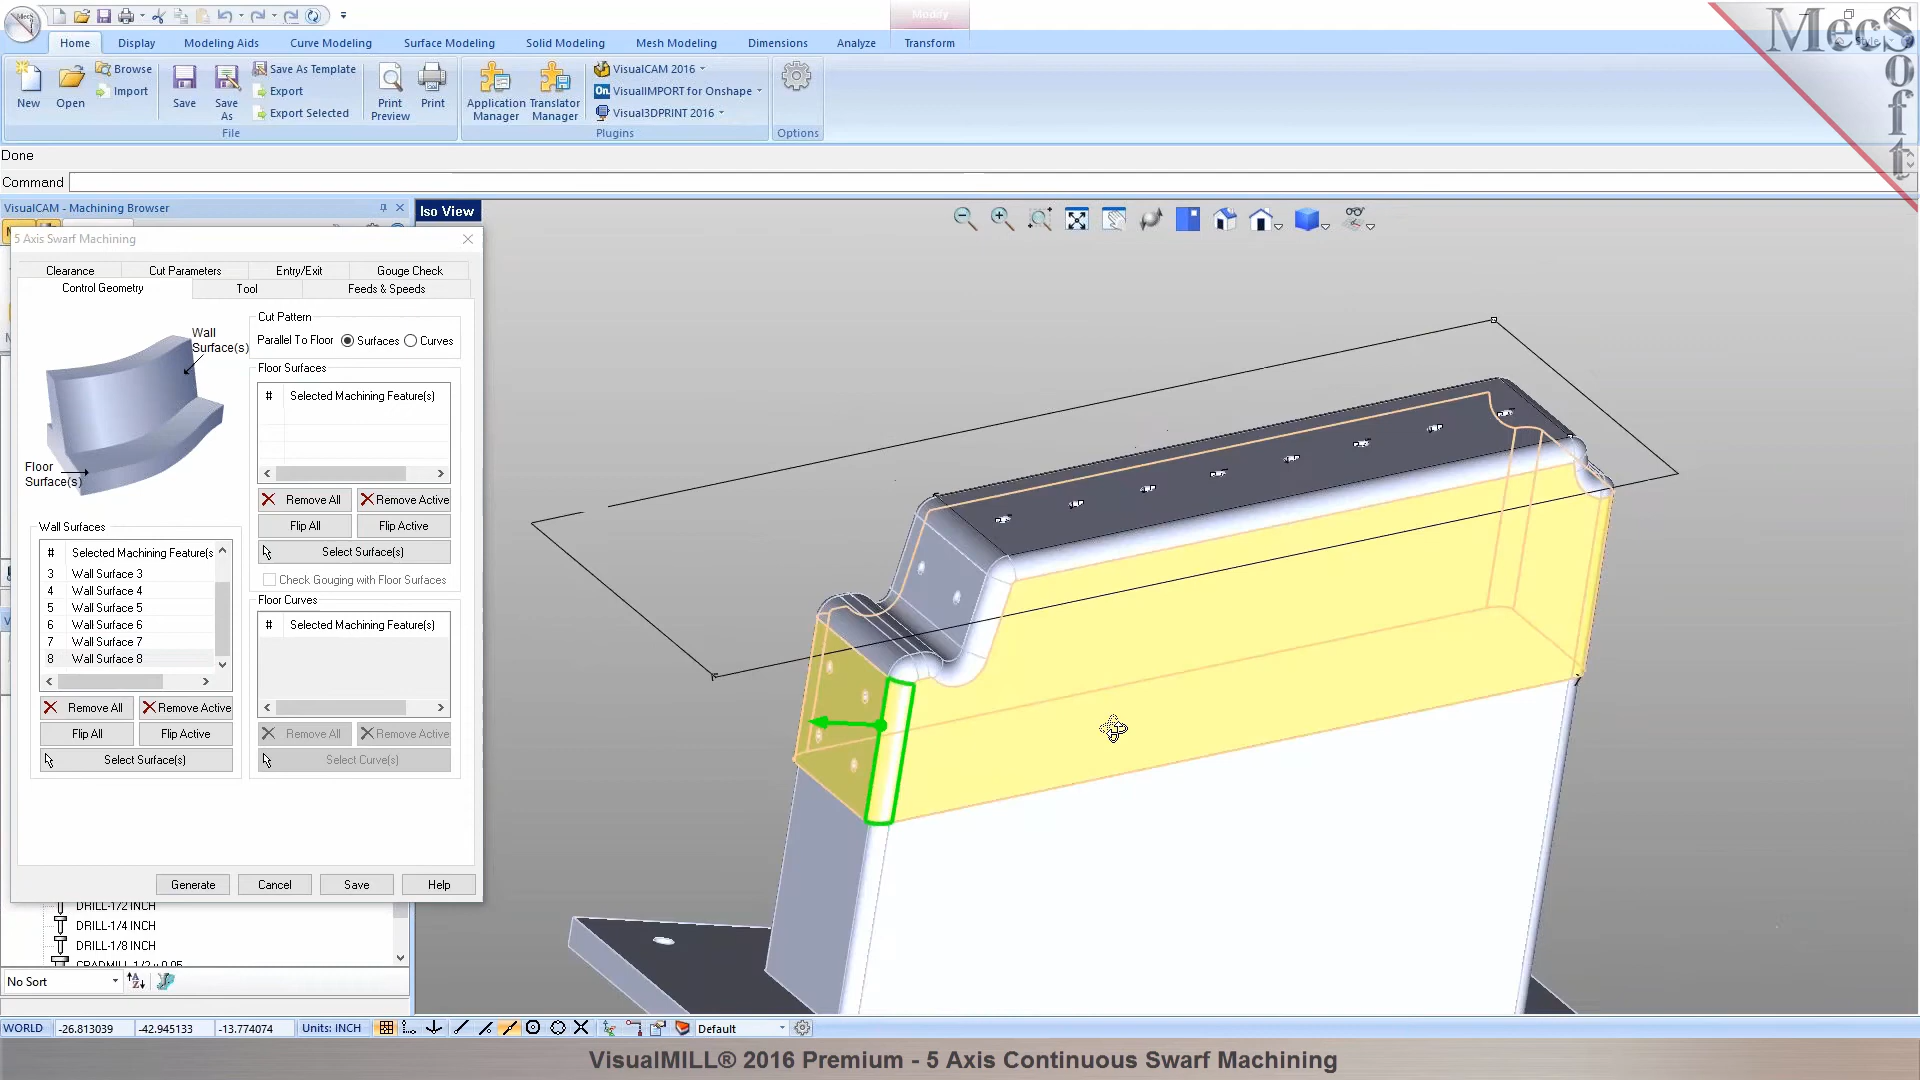 Modify
Home Display Modeling Aids Curve Modeling Surface Modeling Solid Modeling Mesh Modeling Dimensions Analyze Transform
New Open Browse Import Save Save As Save As Template Export Export Selected Print Preview Print Application Manager Translator Manager VisualCAM 2016 VisualIMPORT for Onshape Visual3DPRINT 2016
File Plugins Options
MecSoft
Done
Command
VisualCAM - Machining Browser
Iso View
5 Axis Swarf Machining
Clearance Cut Parameters Entry/Exit Gouge Check
Control Geometry Tool Feeds & Speeds
Wall Surface(s)
Floor Surface(s)
Cut Pattern
Parallel To Floor Surfaces Curves
Floor Surfaces
# Selected Machining Feature(s)
Remove All Remove Active
Flip All Flip Active
Select Surface(s)
Check Gouging with Floor Surfaces
Floor Curves
# Selected Machining Feature(s)
Remove All Remove Active
Select Curve(s)
Wall Surfaces
# Selected Machining Feature(s
3 Wall Surface 3
4 Wall Surface 4
5 Wall Surface 5
6 Wall Surface 6
7 Wall Surface 7
8 Wall Surface 8
Remove All Remove Active
Flip All Flip Active
Select Surface(s)
Generate Cancel Save Help
DRILL-1/2 INCH
DRILL-1/4 INCH
DRILL-1/8 INCH
No Sort
WORLD -26.813039 -42.945133 -13.774074 Units: INCH Default
VisualMILL® 2016 Premium - 5 Axis Continuous Swarf Machining